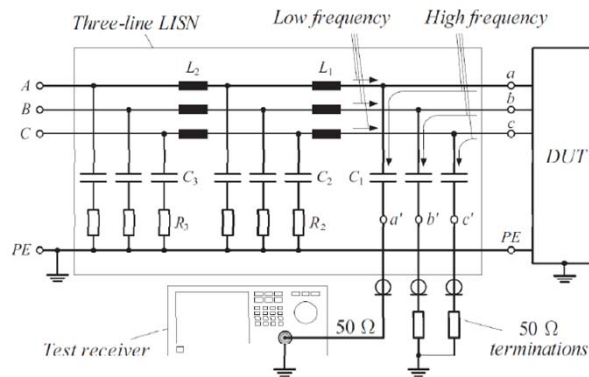 Three-line LISN
Low frequency
High frequency
A
L2
L1
a
B
b
C
c
DUT
C3
C2
C1
R3
R2
a'
b'
c'
PE
PE
50 Ω
Test receiver
50 Ω
terminations